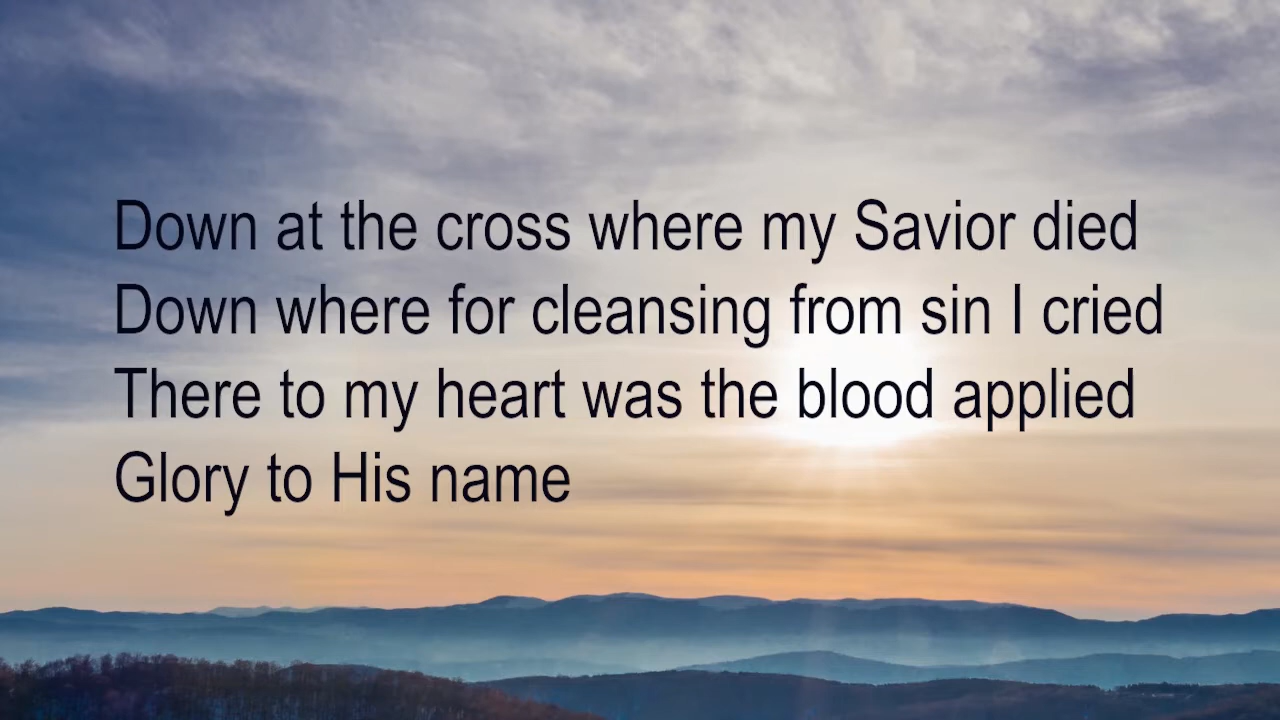 Down at the cross where my Savior died
Down where for cleansing from sin I cried
There to my heart was the blood applied
Glory to His name